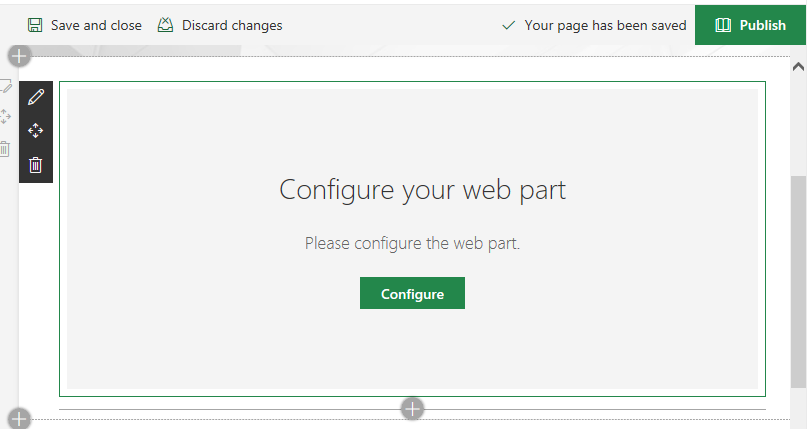 Save and close Discard changes Your page has been saved Publish
Configure your web part
Please configure the web part.
Configure